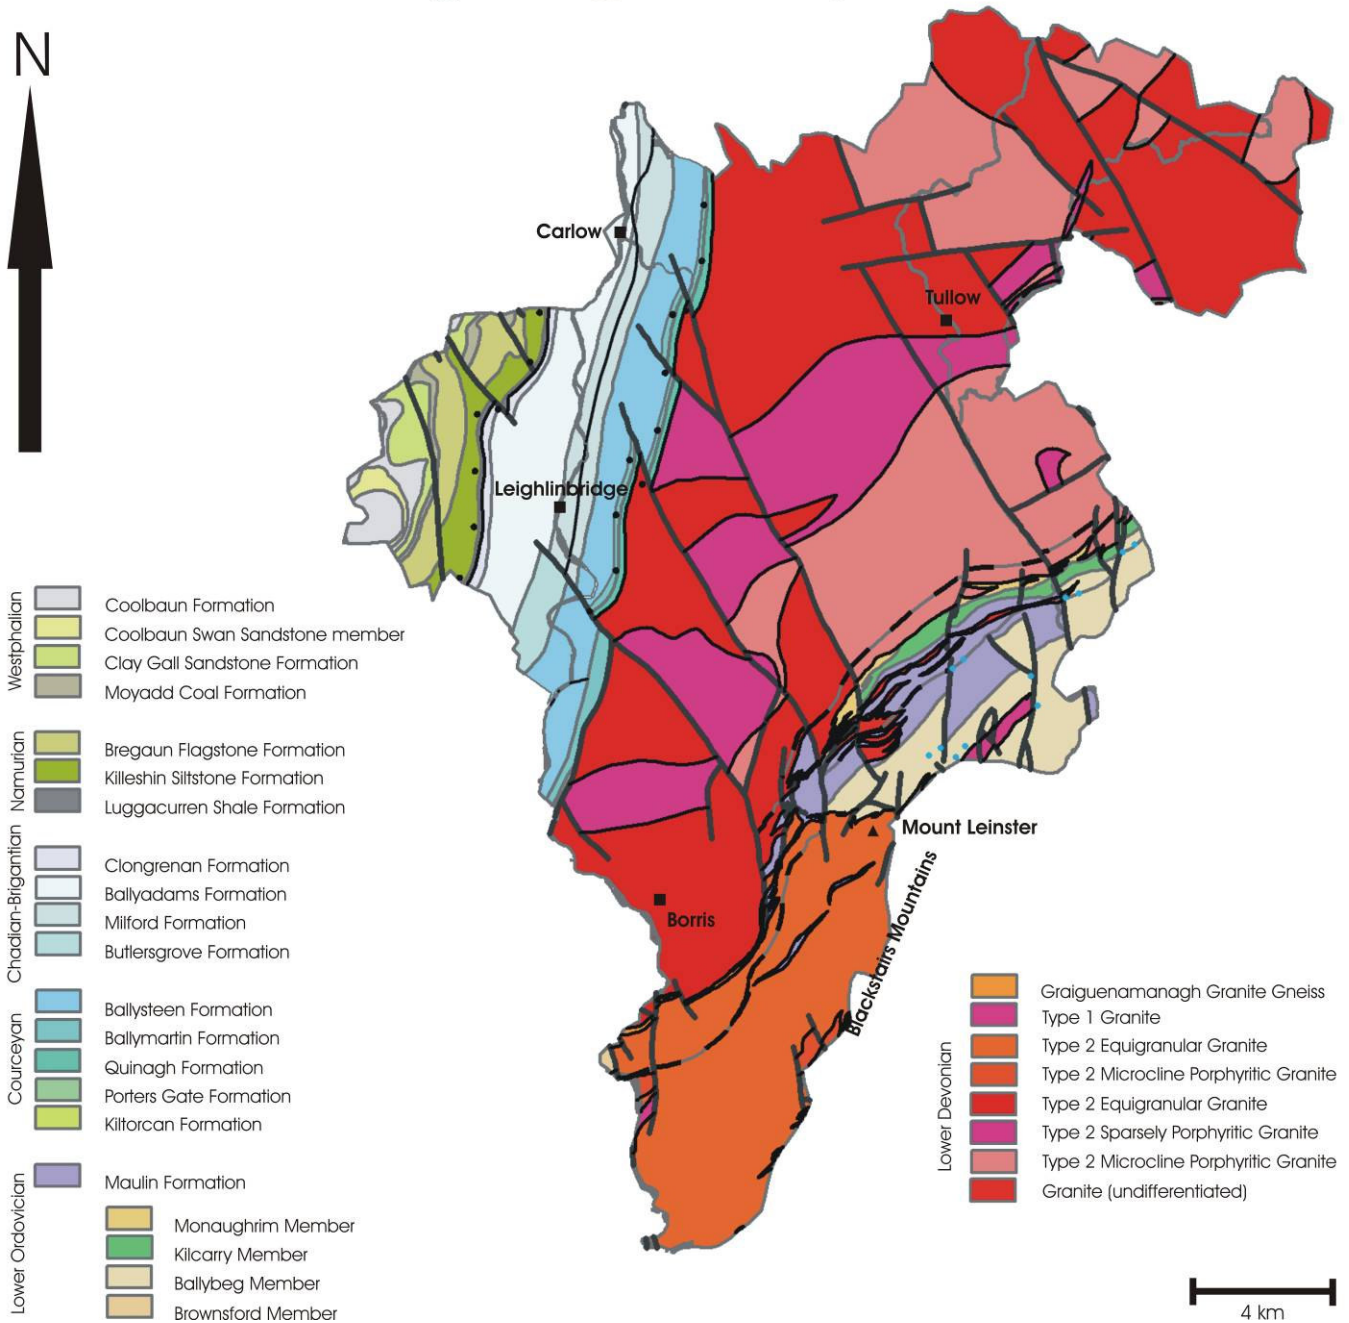 N
Carlow
Tullow
Leighlinbridge
Mount Leinster
Borris
Blackstairs Mountains
Westphalian
Coolbaun Formation
Coolbaun Swan Sandstone member
Clay Gall Sandstone Formation
Moyadd Coal Formation
Namurian
Bregaun Flagstone Formation
Killeshin Siltstone Formation
Luggacurren Shale Formation
Chadian-Brigantian
Clongrenan Formation
Ballyadams Formation
Milford Formation
Butlersgrove Formation
Courceyan
Ballysteen Formation
Ballymartin Formation
Quinagh Formation
Porters Gate Formation
Kiltorcan Formation
Lower Ordovician
Maulin Formation
Monaughrim Member
Kilcarry Member
Ballybeg Member
Brownsford Member
Lower Devonian
Graiguenamanagh Granite Gneiss
Type 1 Granite
Type 2 Equigranular Granite
Type 2 Microcline Porphyritic Granite
Type 2 Equigranular Granite
Type 2 Sparsely Porphyritic Granite
Type 2 Microcline Porphyritic Granite
Granite (undifferentiated)
4 km